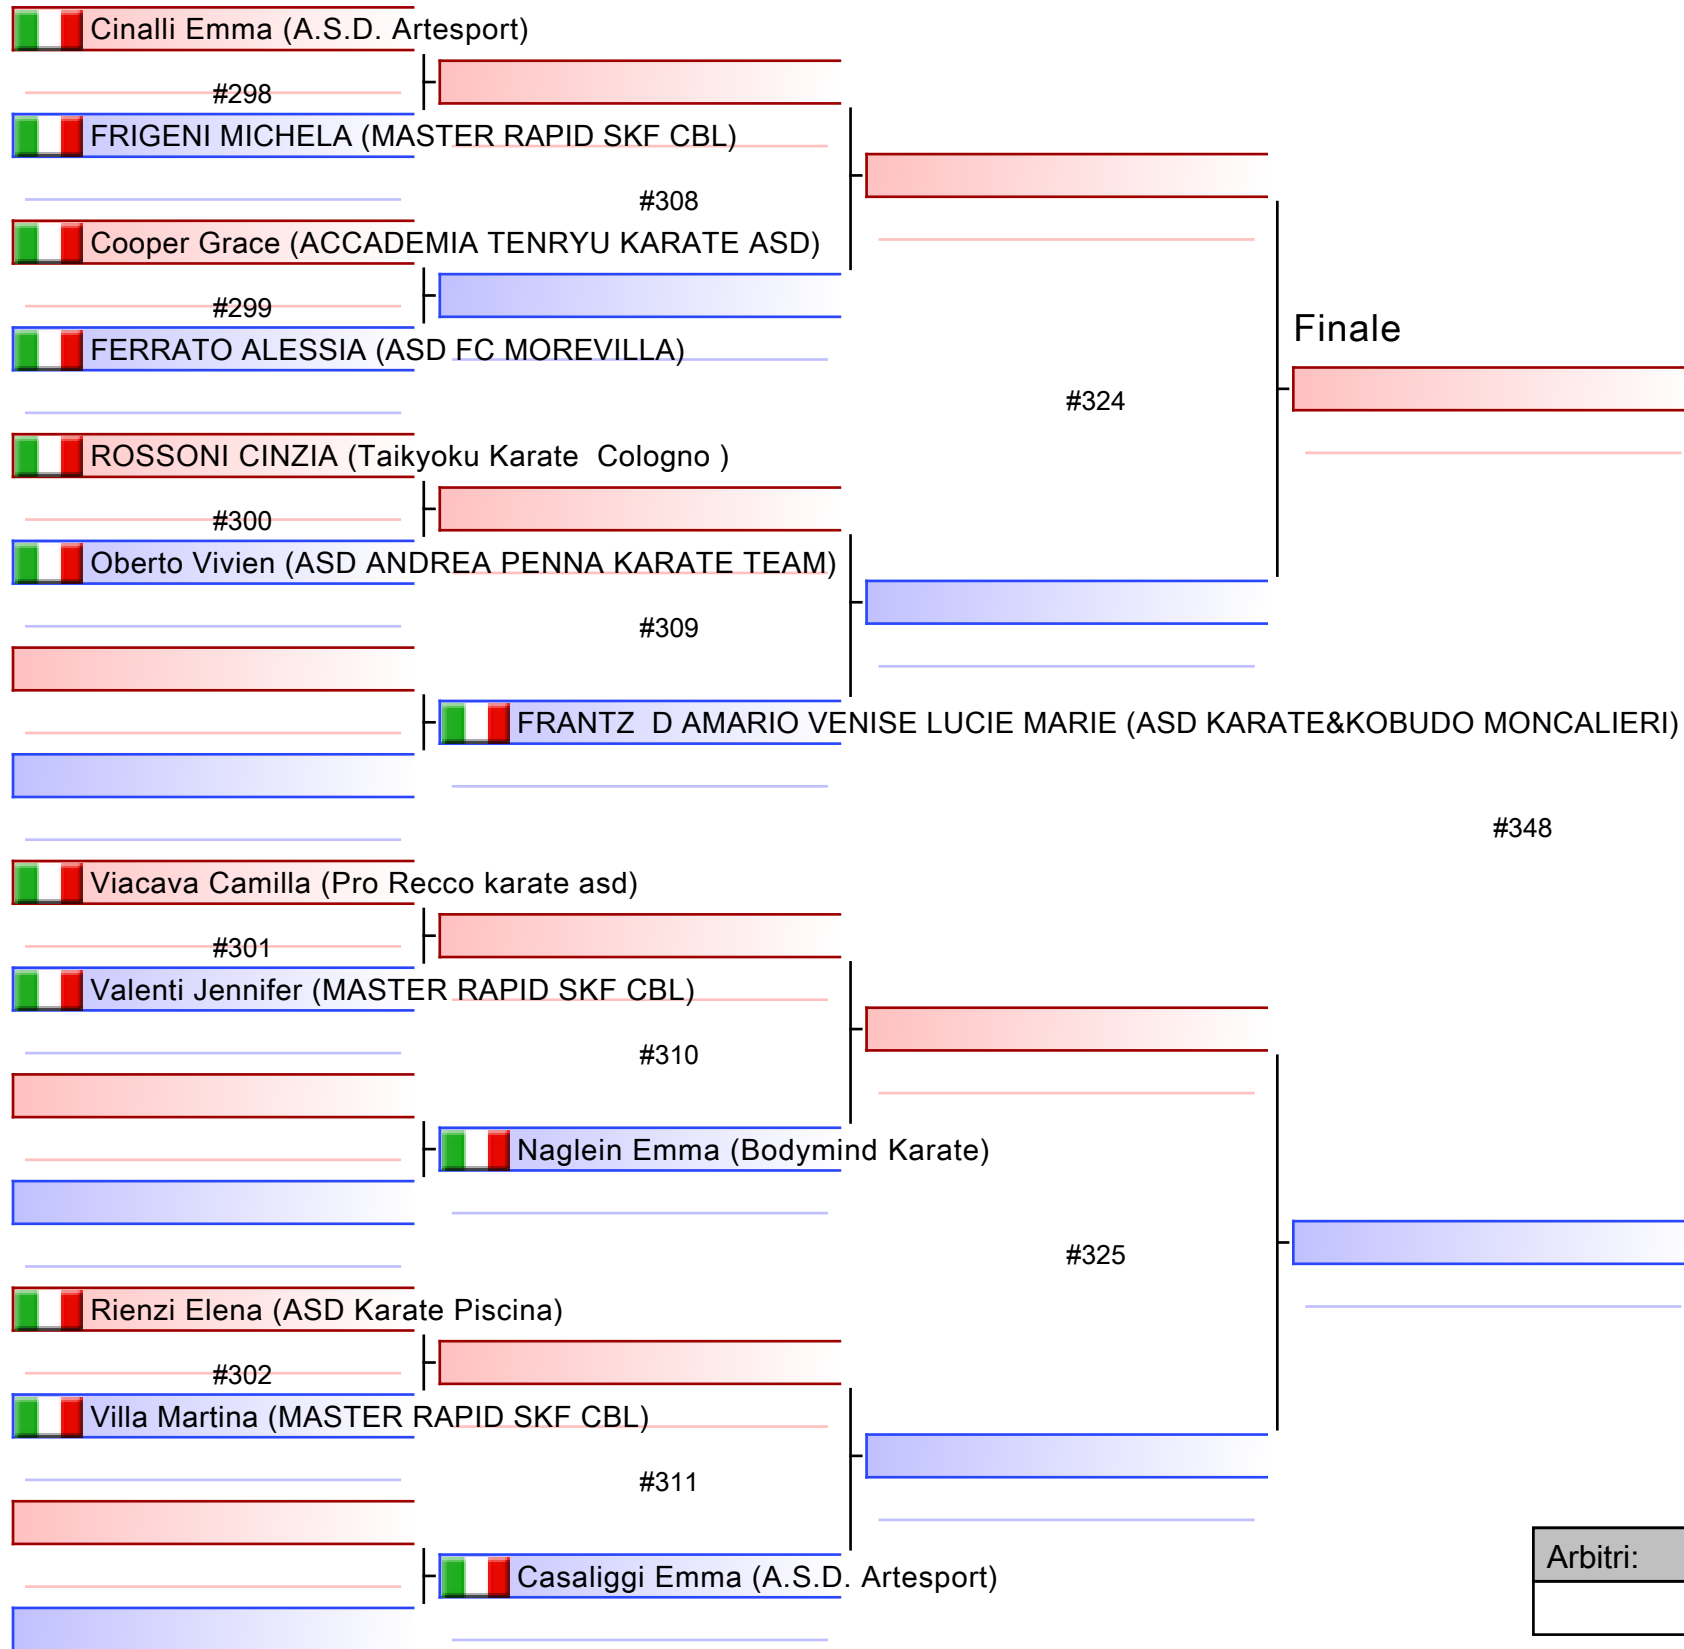 Cinalli Emma (A.S.D. Artesport)
#298
FRIGENI MICHELA (MASTER RAPID SKF CBL)
#308
Cooper Grace (ACCADEMIA TENRYU KARATE ASD)
#299
FERRATO ALESSIA (ASD FC MOREVILLA)
Finale
#324
ROSSONI CINZIA (Taikyoku Karate  Cologno )
#300
Oberto Vivien (ASD ANDREA PENNA KARATE TEAM)
#309
FRANTZ  D AMARIO VENISE LUCIE MARIE (ASD KARATE&KOBUDO MONCALIERI)
#348
Viacava Camilla (Pro Recco karate asd)
#301
Valenti Jennifer (MASTER RAPID SKF CBL)
#310
Naglein Emma (Bodymind Karate)
#325
Rienzi Elena (ASD Karate Piscina)
#302
Villa Martina (MASTER RAPID SKF CBL)
#311
Casaliggi Emma (A.S.D. Artesport)
Arbitri: